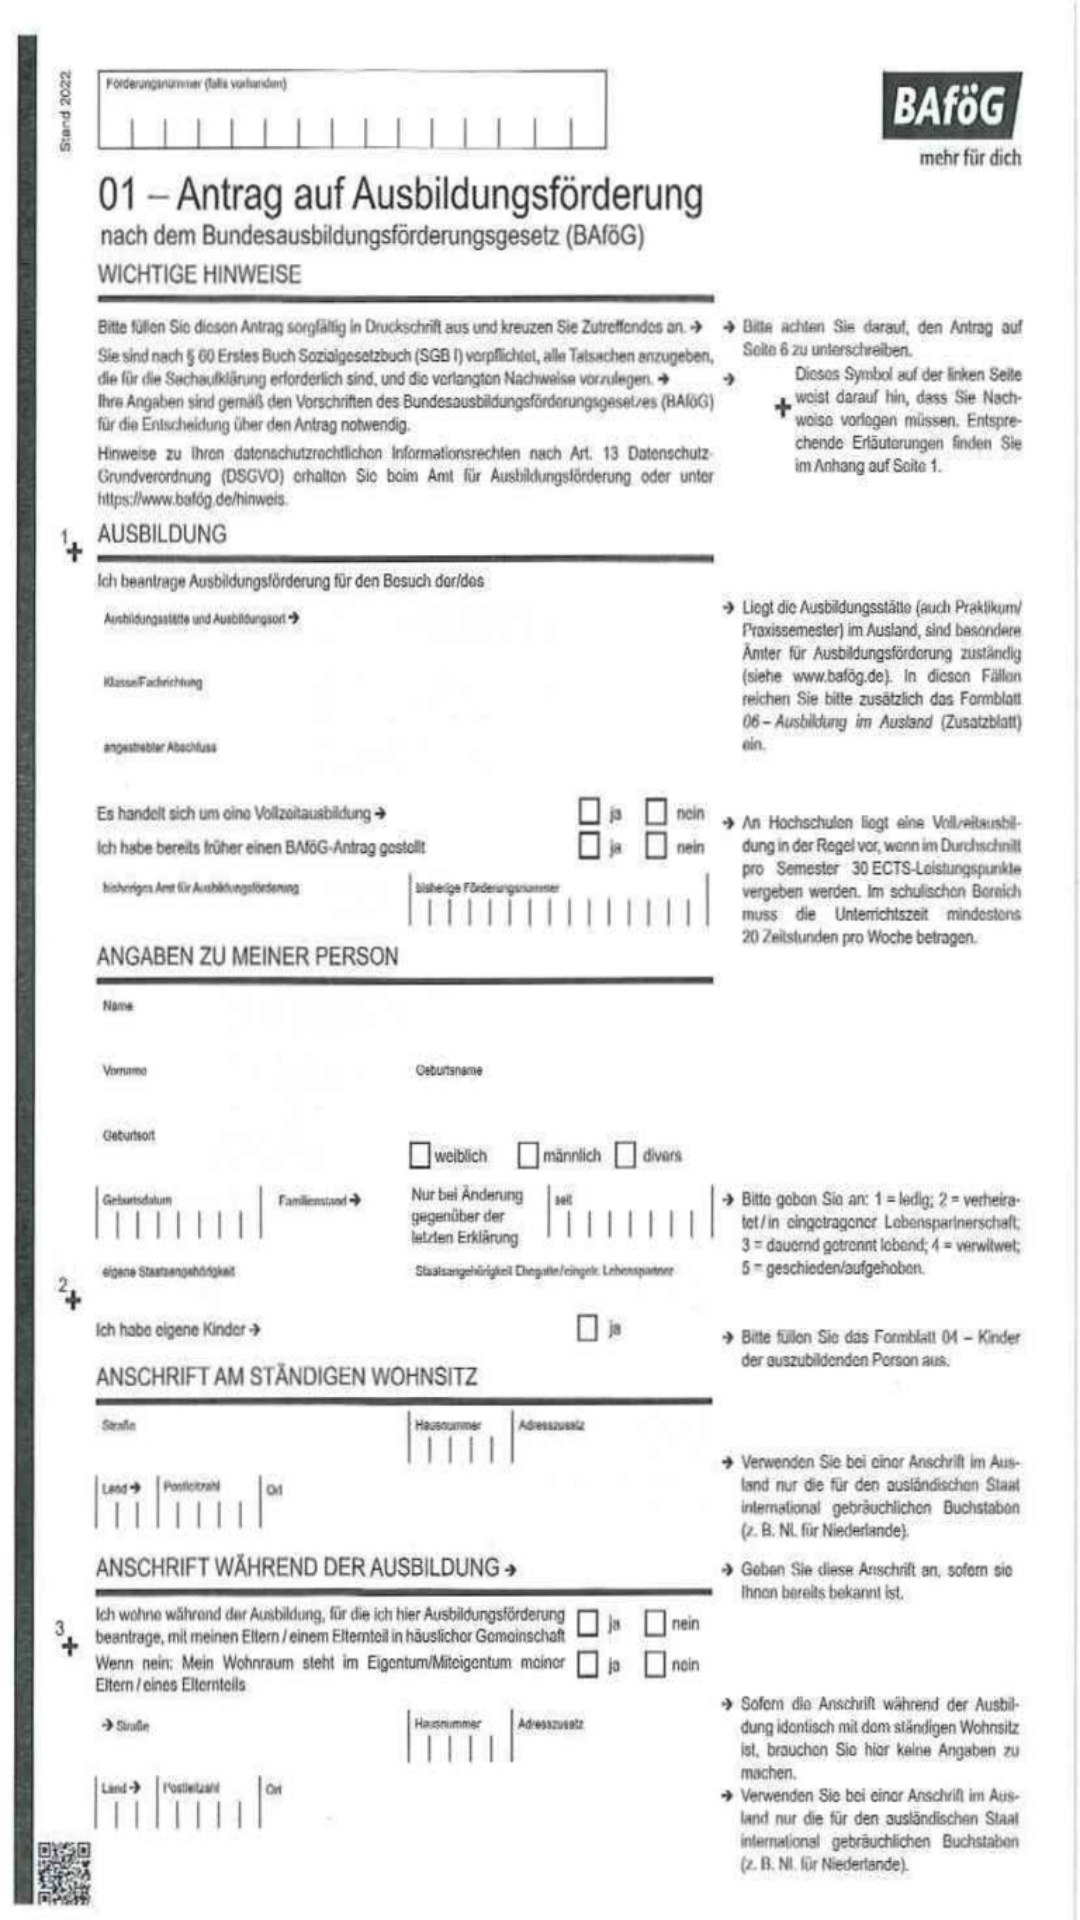 Stand 2022
Förderungsnummer (falls vorhanden)
BAföG
mehr für dich
01 – Antrag auf Ausbildungsförderung
nach dem Bundesausbildungsförderungsgesetz (BAföG)
WICHTIGE HINWEISE
Bitte füllen Sie diesen Antrag sorgfältig in Druckschrift aus und kreuzen Sie Zutreffendes an. →
Sie sind nach § 60 Erstes Buch Sozialgesetzbuch (SGB I) verpflichtet, alle Tatsachen anzugeben,
die für die Sachaufklärung erforderlich sind, und die verlangten Nachweise vorzulegen. →
Ihre Angaben sind gemäß den Vorschriften des Bundesausbildungsförderungsgesetzes (BAföG)
für die Entscheidung über den Antrag notwendig.
Hinweise zu Ihren datenschutzrechtlichen Informationsrechten nach Art. 13 Datenschutz-
Grundverordnung (DSGVO) erhalten Sie beim Amt für Ausbildungsförderung oder unter
https://www.bafög.de/hinweis.
→ Bitte achten Sie darauf, den Antrag auf
Seite 6 zu unterschreiben.
→ Dieses Symbol auf der linken Seite
+ weist darauf hin, dass Sie Nach-
weise vorlegen müssen. Entspre-
chende Erläuterungen finden Sie
im Anhang auf Seite 1.
1 + AUSBILDUNG
Ich beantrage Ausbildungsförderung für den Besuch der/des
Ausbildungsstätte und Ausbildungsort →
Klasse/Fachrichtung
angestrebter Abschluss
→ Liegt die Ausbildungsstätte (auch Praktikum/
Praxissemester) im Ausland, sind besondere
Ämter für Ausbildungsförderung zuständig
(siehe www.bafög.de). In diesen Fällen
reichen Sie bitte zusätzlich das Formblatt
06 – Ausbildung im Ausland (Zusatzblatt)
ein.
Es handelt sich um eine Vollzeitausbildung → ja nein
Ich habe bereits früher einen BAföG-Antrag gestellt ja nein
bisheriges Amt für Ausbildungsförderung bisherige Förderungsnummer
→ An Hochschulen liegt eine Vollzeitausbil-
dung in der Regel vor, wenn im Durchschnitt
pro Semester 30 ECTS-Leistungspunkte
vergeben werden. Im schulischen Bereich
muss die Unterrichtszeit mindestens
20 Zeitstunden pro Woche betragen.
ANGABEN ZU MEINER PERSON
Name
Vorname Geburtsname
Geburtsort
weiblich männlich divers
Geburtsdatum Familienstand → Nur bei Änderung seit
gegenüber der
letzten Erklärung
→ Bitte geben Sie an: 1 = ledig; 2 = verheira-
tet / in eingetragener Lebenspartnerschaft;
3 = dauernd getrennt lebend; 4 = verwitwet;
5 = geschieden/aufgehoben.
eigene Staatsangehörigkeit Staatsangehörigkeit Ehegatte/eingetr. Lebenspartner
2 +
Ich habe eigene Kinder → ja
→ Bitte füllen Sie das Formblatt 04 – Kinder
der auszubildenden Person aus.
ANSCHRIFT AM STÄNDIGEN WOHNSITZ
Straße Hausnummer Adresszusatz
Land → Postleitzahl Ort
→ Verwenden Sie bei einer Anschrift im Aus-
land nur die für den ausländischen Staat
international gebräuchlichen Buchstaben
(z. B. NL für Niederlande).
ANSCHRIFT WÄHREND DER AUSBILDUNG →
→ Geben Sie diese Anschrift an, sofern sie
Ihnen bereits bekannt ist.
3 +
Ich wohne während der Ausbildung, für die ich hier Ausbildungsförderung
beantrage, mit meinen Eltern / einem Elternteil in häuslicher Gemeinschaft ja nein
Wenn nein: Mein Wohnraum steht im Eigentum/Miteigentum meiner
Eltern / eines Elternteils ja nein
→ Straße Hausnummer Adresszusatz
Land → Postleitzahl Ort
→ Sofern die Anschrift während der Ausbil-
dung identisch mit dem ständigen Wohnsitz
ist, brauchen Sie hier keine Angaben zu
machen.
→ Verwenden Sie bei einer Anschrift im Aus-
land nur die für den ausländischen Staat
international gebräuchlichen Buchstaben
(z. B. NL für Niederlande).